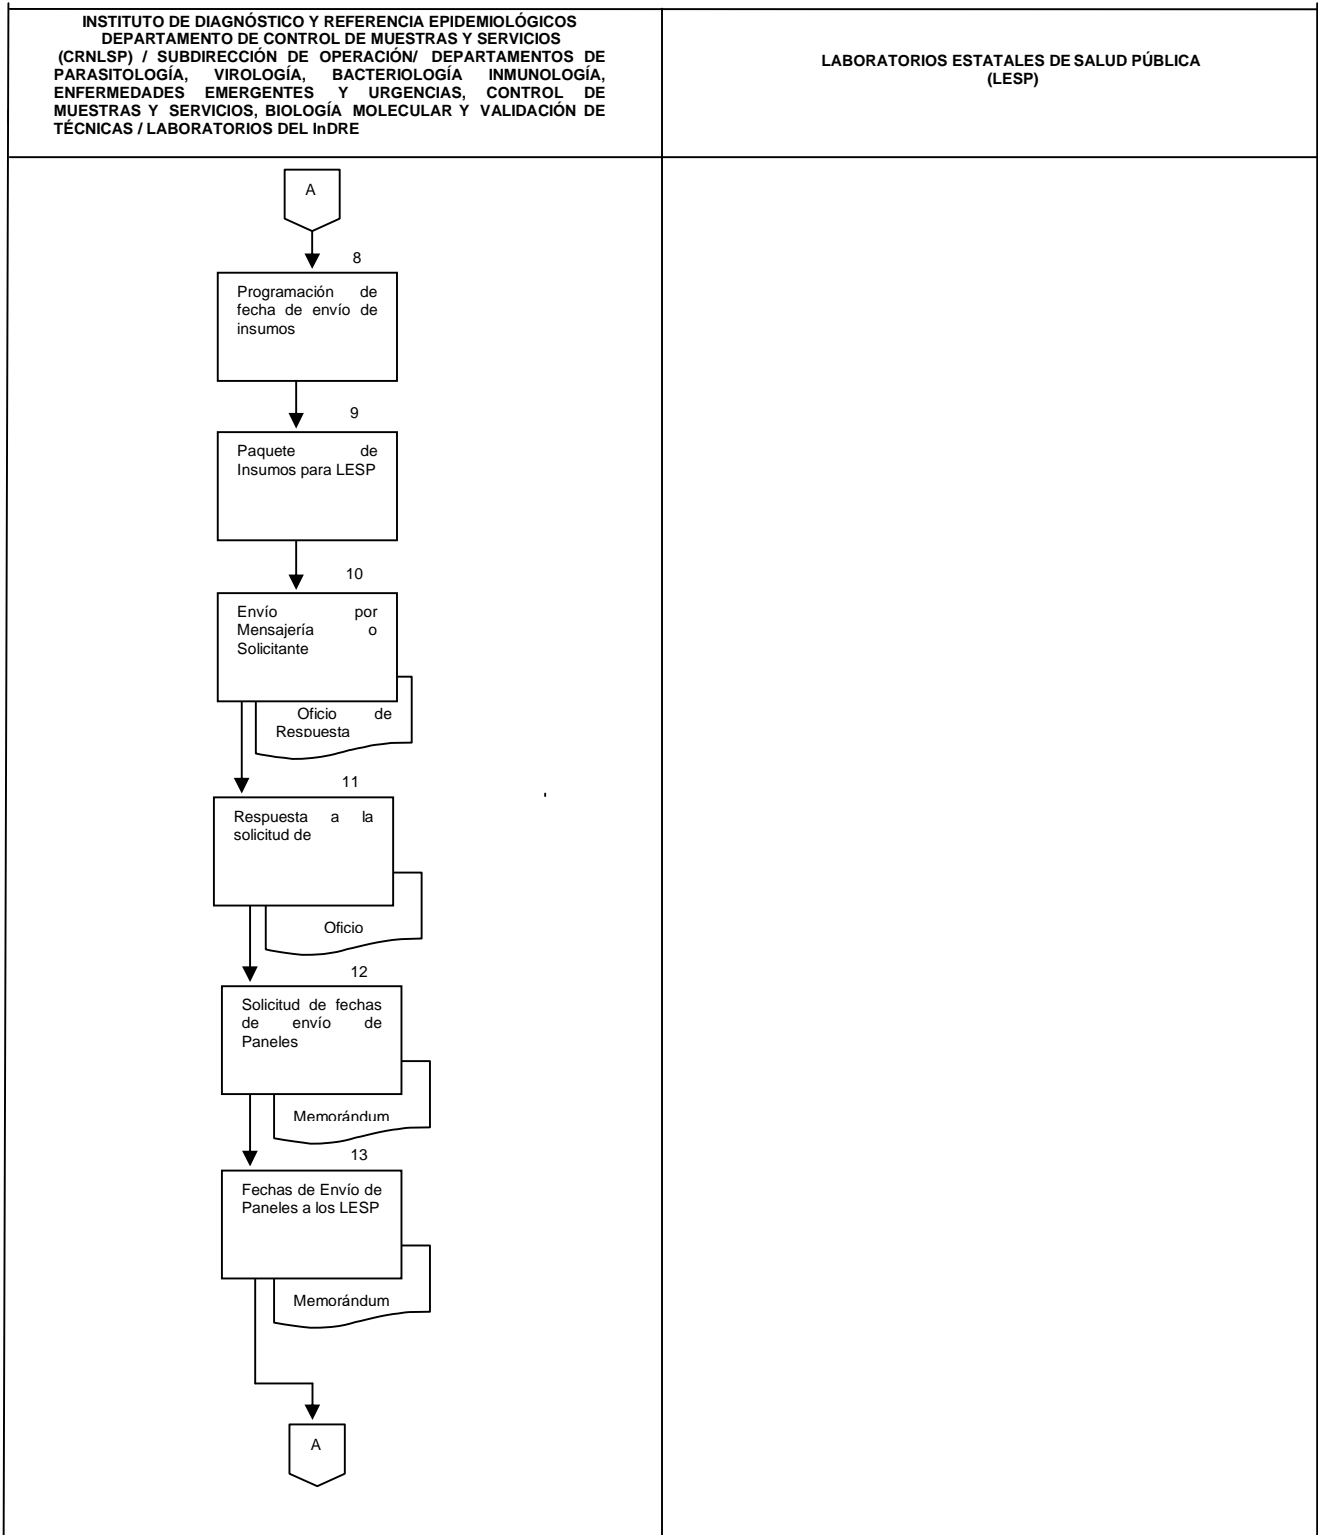 INSTITUTO DE DIAGNÓSTICO Y REFERENCIA EPIDEMIOLÓGICOS
DEPARTAMENTO DE CONTROL DE MUESTRAS Y SERVICIOS
(CRNLSP) / SUBDIRECCIÓN DE OPERACIÓN/ DEPARTAMENTOS DE
PARASITOLOGÍA, VIROLOGÍA, BACTERIOLOGÍA INMUNOLOGÍA,
ENFERMEDADES EMERGENTES Y URGENCIAS, CONTROL DE
MUESTRAS Y SERVICIOS, BIOLOGÍA MOLECULAR Y VALIDACIÓN DE
TÉCNICAS / LABORATORIOS DEL InDRE
LABORATORIOS ESTATALES DE SALUD PÚBLICA
(LESP)
A
8
Programación de
fecha de envío de
insumos
9
Paquete de
Insumos para LESP
10
Envío por
Mensajería o
Solicitante
Oficio de
Respuesta
11
Respuesta a la
solicitud de
Oficio
12
Solicitud de fechas
de envío de
Paneles
Memorándum
13
Fechas de Envío de
Paneles a los LESP
Memorándum
A